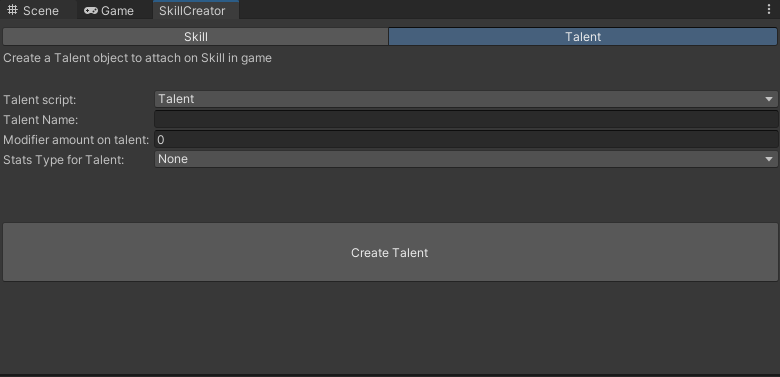 Scene Game SkillCreator
Skill Talent
Create a Talent object to attach on Skill in game
Talent script: Talent
Talent Name:
Modifier amount on talent: 0
Stats Type for Talent: None
Create Talent